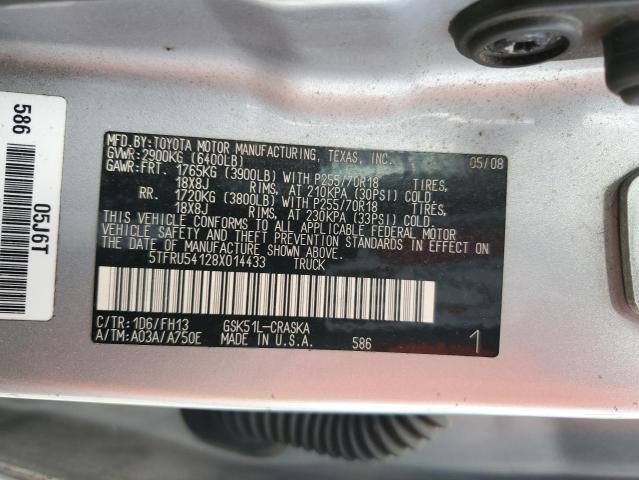 MFD.BY:TOYOTA MOTOR MANUFACTURING, TEXAS, INC. 05/08
GVWR:2900KG (6400LB)
GAWR:FRT. 1765KG (3900LB) WITH P255/70R18 TIRES,
18X8J RIMS, AT 210KPA (30PSI) COLD
RR. 1720KG (3800LB) WITH P255/70R18 TIRES,
18X8J RIMS, AT 230KPA (33PSI) COLD.
THIS VEHICLE CONFORMS TO ALL APPLICABLE FEDERAL MOTOR
VEHICLE SAFETY AND THEFT PREVENTION STANDARDS IN EFFECT
ON THE DATE OF MANUFACTURE SHOWN ABOVE.
5TFRU54128X014433 TRUCK
C/TR:1D6/FH13 GSK51L-CRASKA
A/TM:A03A/A750E MADE IN U.S.A. 586 1
586
05J6T